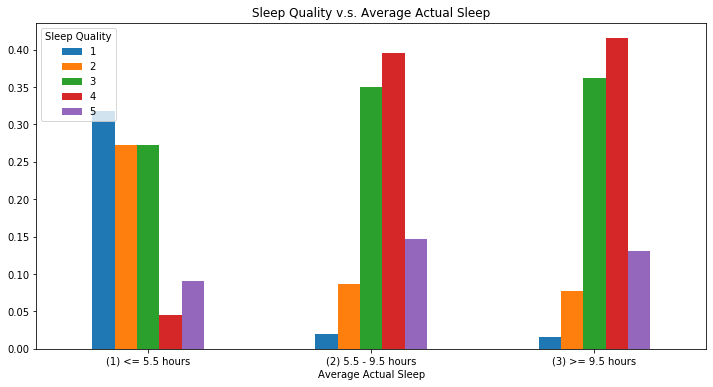 Sleep Quality v.s. Average Actual Sleep
Sleep Quality
1
2
3
4
5
0.40
0.35
0.30
0.25
0.20
0.15
0.10
0.05
0.00
(1) <= 5.5 hours
(2) 5.5 - 9.5 hours
(3) >= 9.5 hours
Average Actual Sleep